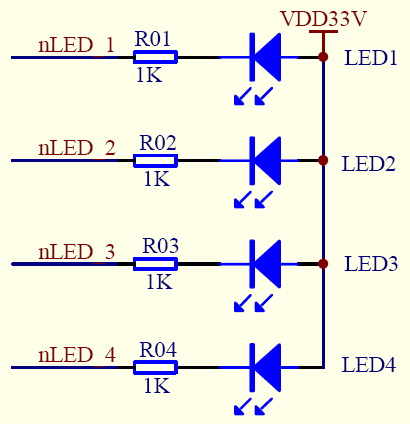 VDD33V
nLED_1 R01 LED1
1K
nLED_2 R02 LED2
1K
nLED_3 R03 LED3
1K
nLED_4 R04 LED4
1K